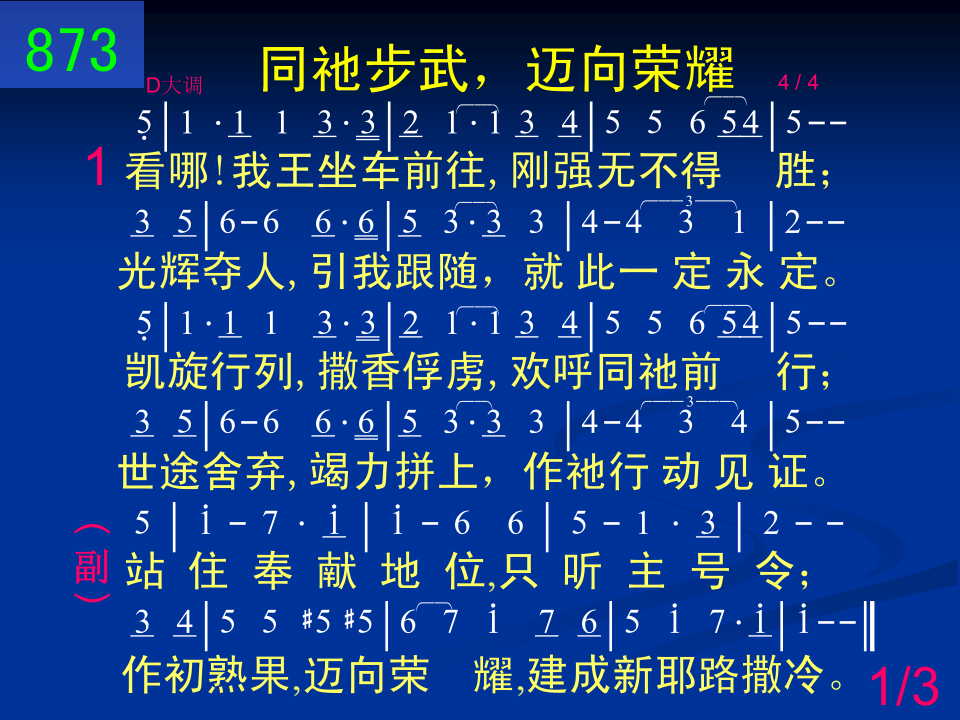 873
同祂步武，迈向荣耀
D大调
4 / 4
5̣ | 1 · 1 1 3 · 3 | 2 1 · 1 3 4 | 5 5 6 5 4 | 5 - -
1
看哪！我王坐车前往,刚强无不得 胜；
3 5 | 6 - 6 6 · 6 | 5 3 · 3 3 | 4 - 4 3 1 | 2 - -
3
光辉夺人,引我跟随，就 此一 定 永 定。
5̣ | 1 · 1 1 3 · 3 | 2 1 · 1 3 4 | 5 5 6 5 4 | 5 - -
凯旋行列,撒香俘虏,欢呼同祂前 行；
3 5 | 6 - 6 6 · 6 | 5 3 · 3 3 | 4 - 4 3 4 | 5 - -
3
世途舍弃,竭力拼上，作祂行 动 见 证。
5 | 1̇ - 7 · 1̇ | 1̇ - 6 6 | 5 - 1 · 3 | 2 - -
（副）
站 住 奉 献 地 位,只 听 主 号 令；
3 4 | 5 5 #5 #5 | 6 7 1̇ 7 6 | 5 1̇ 7 · 1̇ | 1̇ - - ‖
作初熟果,迈向荣 耀,建成新耶路撒冷。
1/3